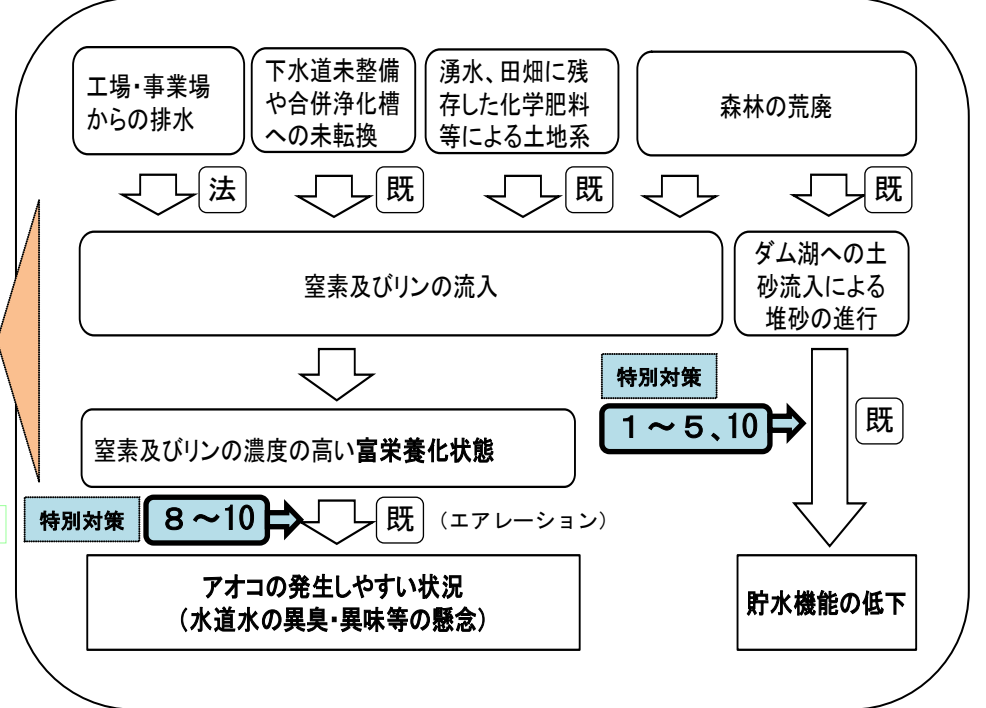 工場・事業場
からの排水
下水道未整備
や合併浄化槽
への未転換
湧水、田畑に残
存した化学肥料
等による土地系
森林の荒廃
法
既
既
既
窒素及びリンの流入
ダム湖への土
砂流入による
堆砂の進行
特別対策
1～5、10
既
窒素及びリンの濃度の高い富栄養化状態
特別対策
8～10
既
（エアレーション）
アオコの発生しやすい状況
（水道水の異臭・異味等の懸念）
貯水機能の低下